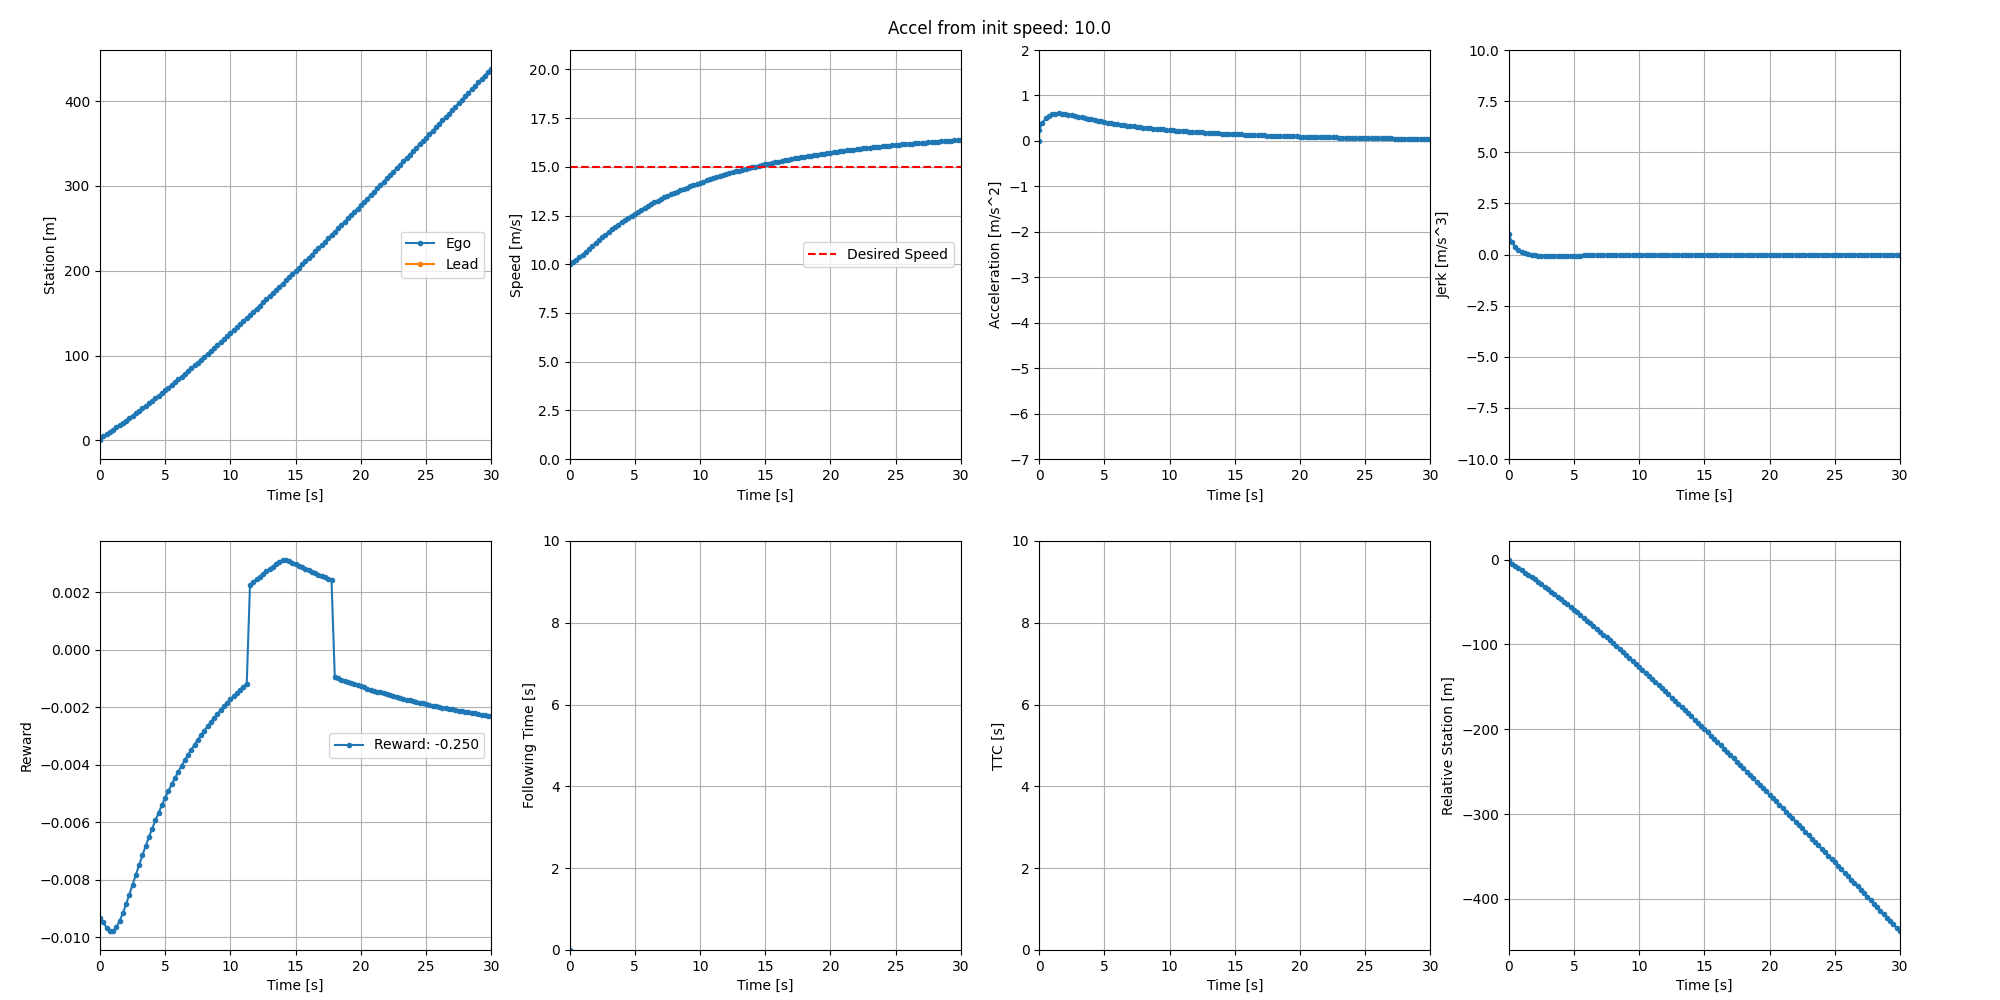 Accel from init speed: 10.0
Station [m]
400
300
200
100
0
Ego
Lead
0 5 10 15 20 25 30
Time [s]
Speed [m/s]
20.0
17.5
15.0
12.5
10.0
7.5
5.0
2.5
0.0
Desired Speed
0 5 10 15 20 25 30
Time [s]
Acceleration [m/s^2]
2
1
0
−1
−2
−3
−4
−5
−6
−7
0 5 10 15 20 25 30
Time [s]
Jerk [m/s^3]
10.0
7.5
5.0
2.5
0.0
−2.5
−5.0
−7.5
−10.0
0 5 10 15 20 25 30
Time [s]
Reward
0.002
0.000
−0.002
−0.004
−0.006
−0.008
−0.010
Reward: -0.250
0 5 10 15 20 25 30
Time [s]
Following Time [s]
10
8
6
4
2
0
0 5 10 15 20 25 30
Time [s]
TTC [s]
10
8
6
4
2
0
0 5 10 15 20 25 30
Time [s]
Relative Station [m]
0
−100
−200
−300
−400
0 5 10 15 20 25 30
Time [s]